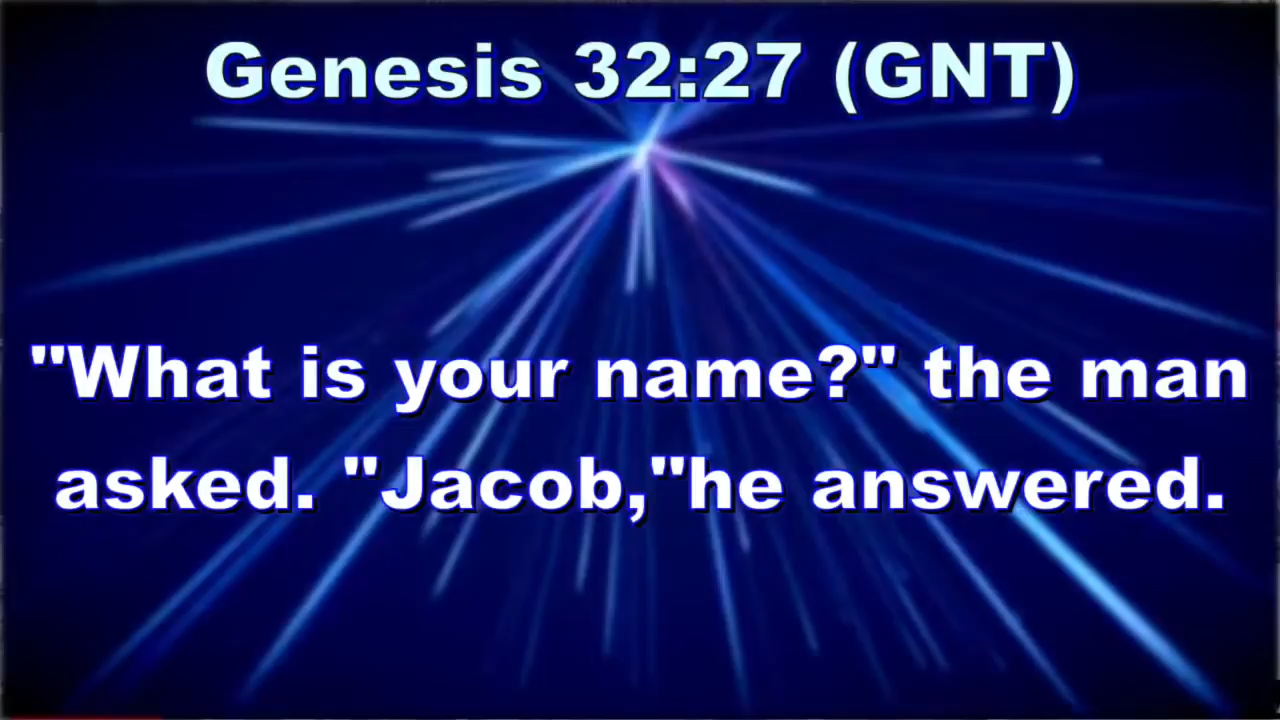 Genesis 32:27 (GNT)
"What is your name?" the man
asked. "Jacob,"he answered.